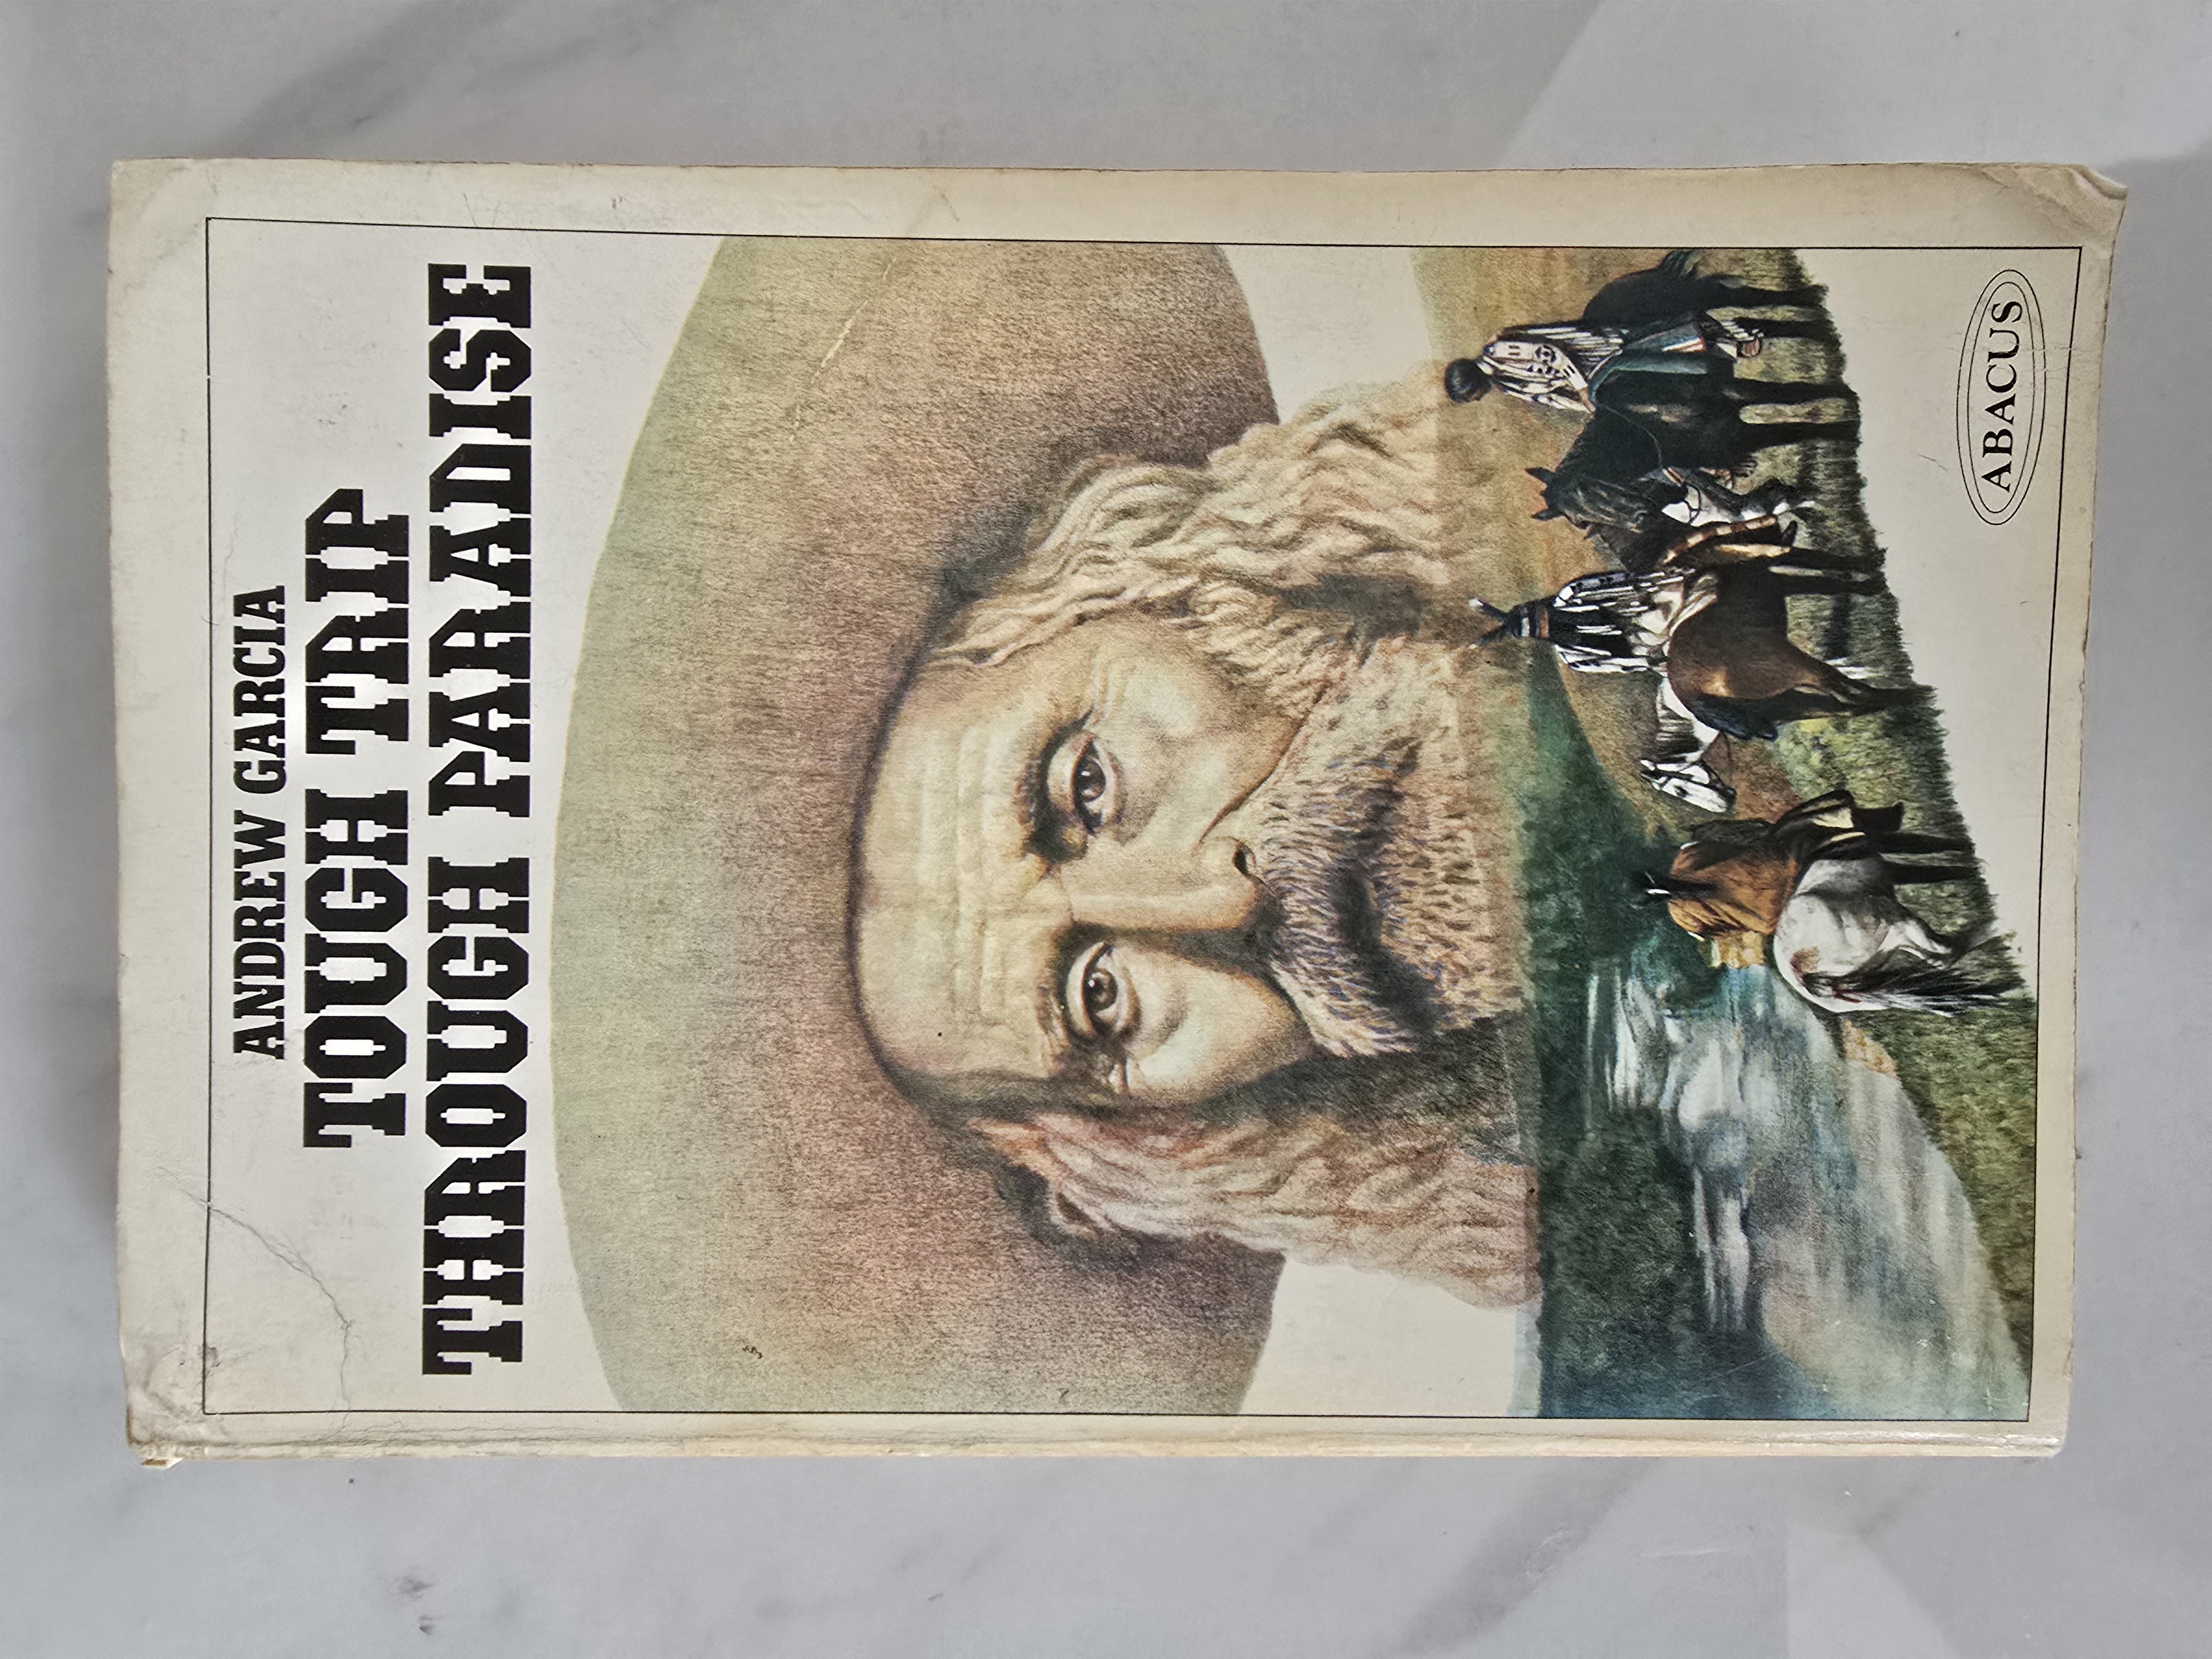 ANDREW GARCIA
TOUGH TRIP
THROUGH PARADISE
ABACUS